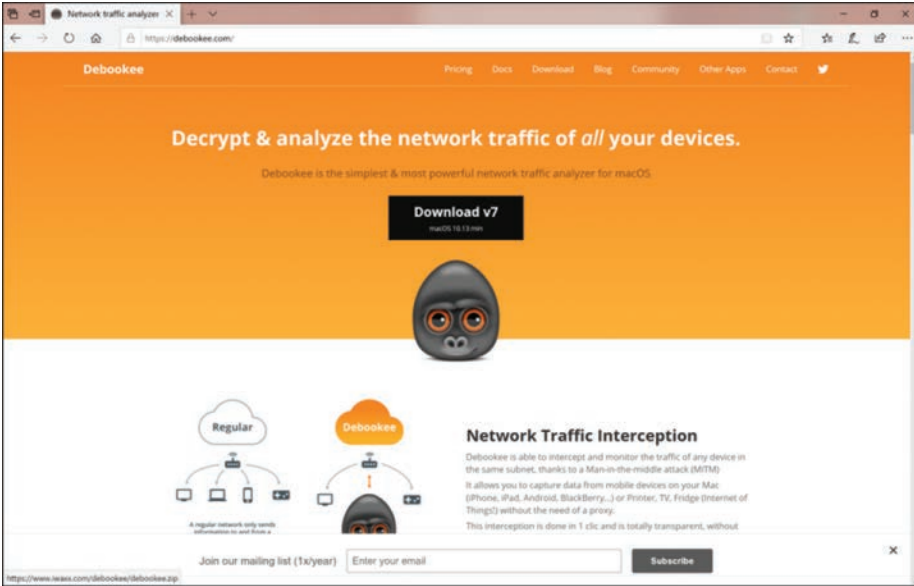 Network traffic analyzer
https://debookee.com/
Debookee
Pricing Docs Download Blog Community Other Apps Contact
Decrypt & analyze the network traffic of all your devices.
Debookee is the simplest & most powerful network traffic analyzer for macOS
Download v7
macOS 10.13 min
Regular
Debookee
A regular network only sends
information to and from a
Network Traffic Interception
Debookee is able to intercept and monitor the traffic of any device in
the same subnet, thanks to a Man-in-the-middle attack (MITM)
It allows you to capture data from mobile devices on your Mac
(iPhone, iPad, Android, BlackBerry...) or Printer, TV, Fridge (Internet of
Things!) without the need of a proxy.
This interception is done in 1 clic and is totally transparent, without
Join our mailing list (1x/year) Enter your email Subscribe
https://www.iwaxx.com/debookee/debookee.zip